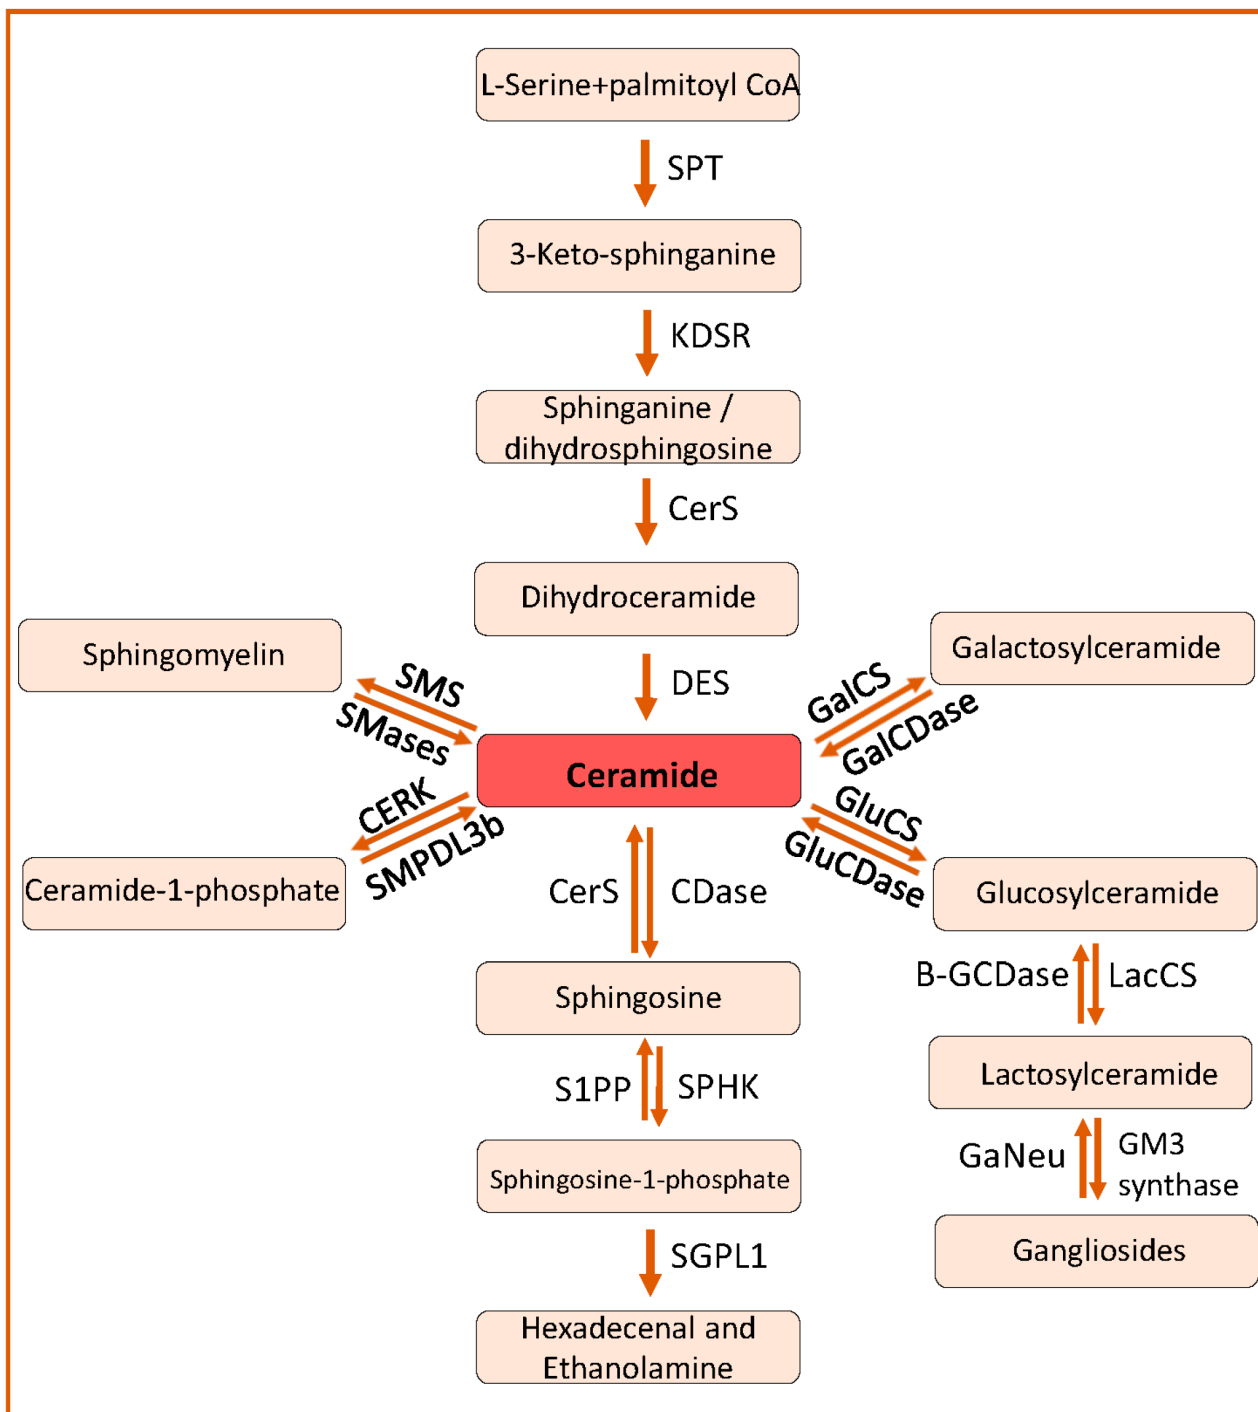 L-Serine+palmitoyl CoA
SPT
3-Keto-sphinganine
KDSR
Sphinganine /
dihydrosphingosine
CerS
Dihydroceramide
Sphingomyelin
Galactosylceramide
DES
SMS
SMases
GalCS
GalCDase
Ceramide
CERK
SMPDL3b
GluCS
GluCDase
Ceramide-1-phosphate
CerS
CDase
Glucosylceramide
B-GCDase
LacCS
Sphingosine
Lactosylceramide
S1PP
SPHK
GaNeu
GM3
synthase
Sphingosine-1-phosphate
Gangliosides
SGPL1
Hexadecenal and
Ethanolamine